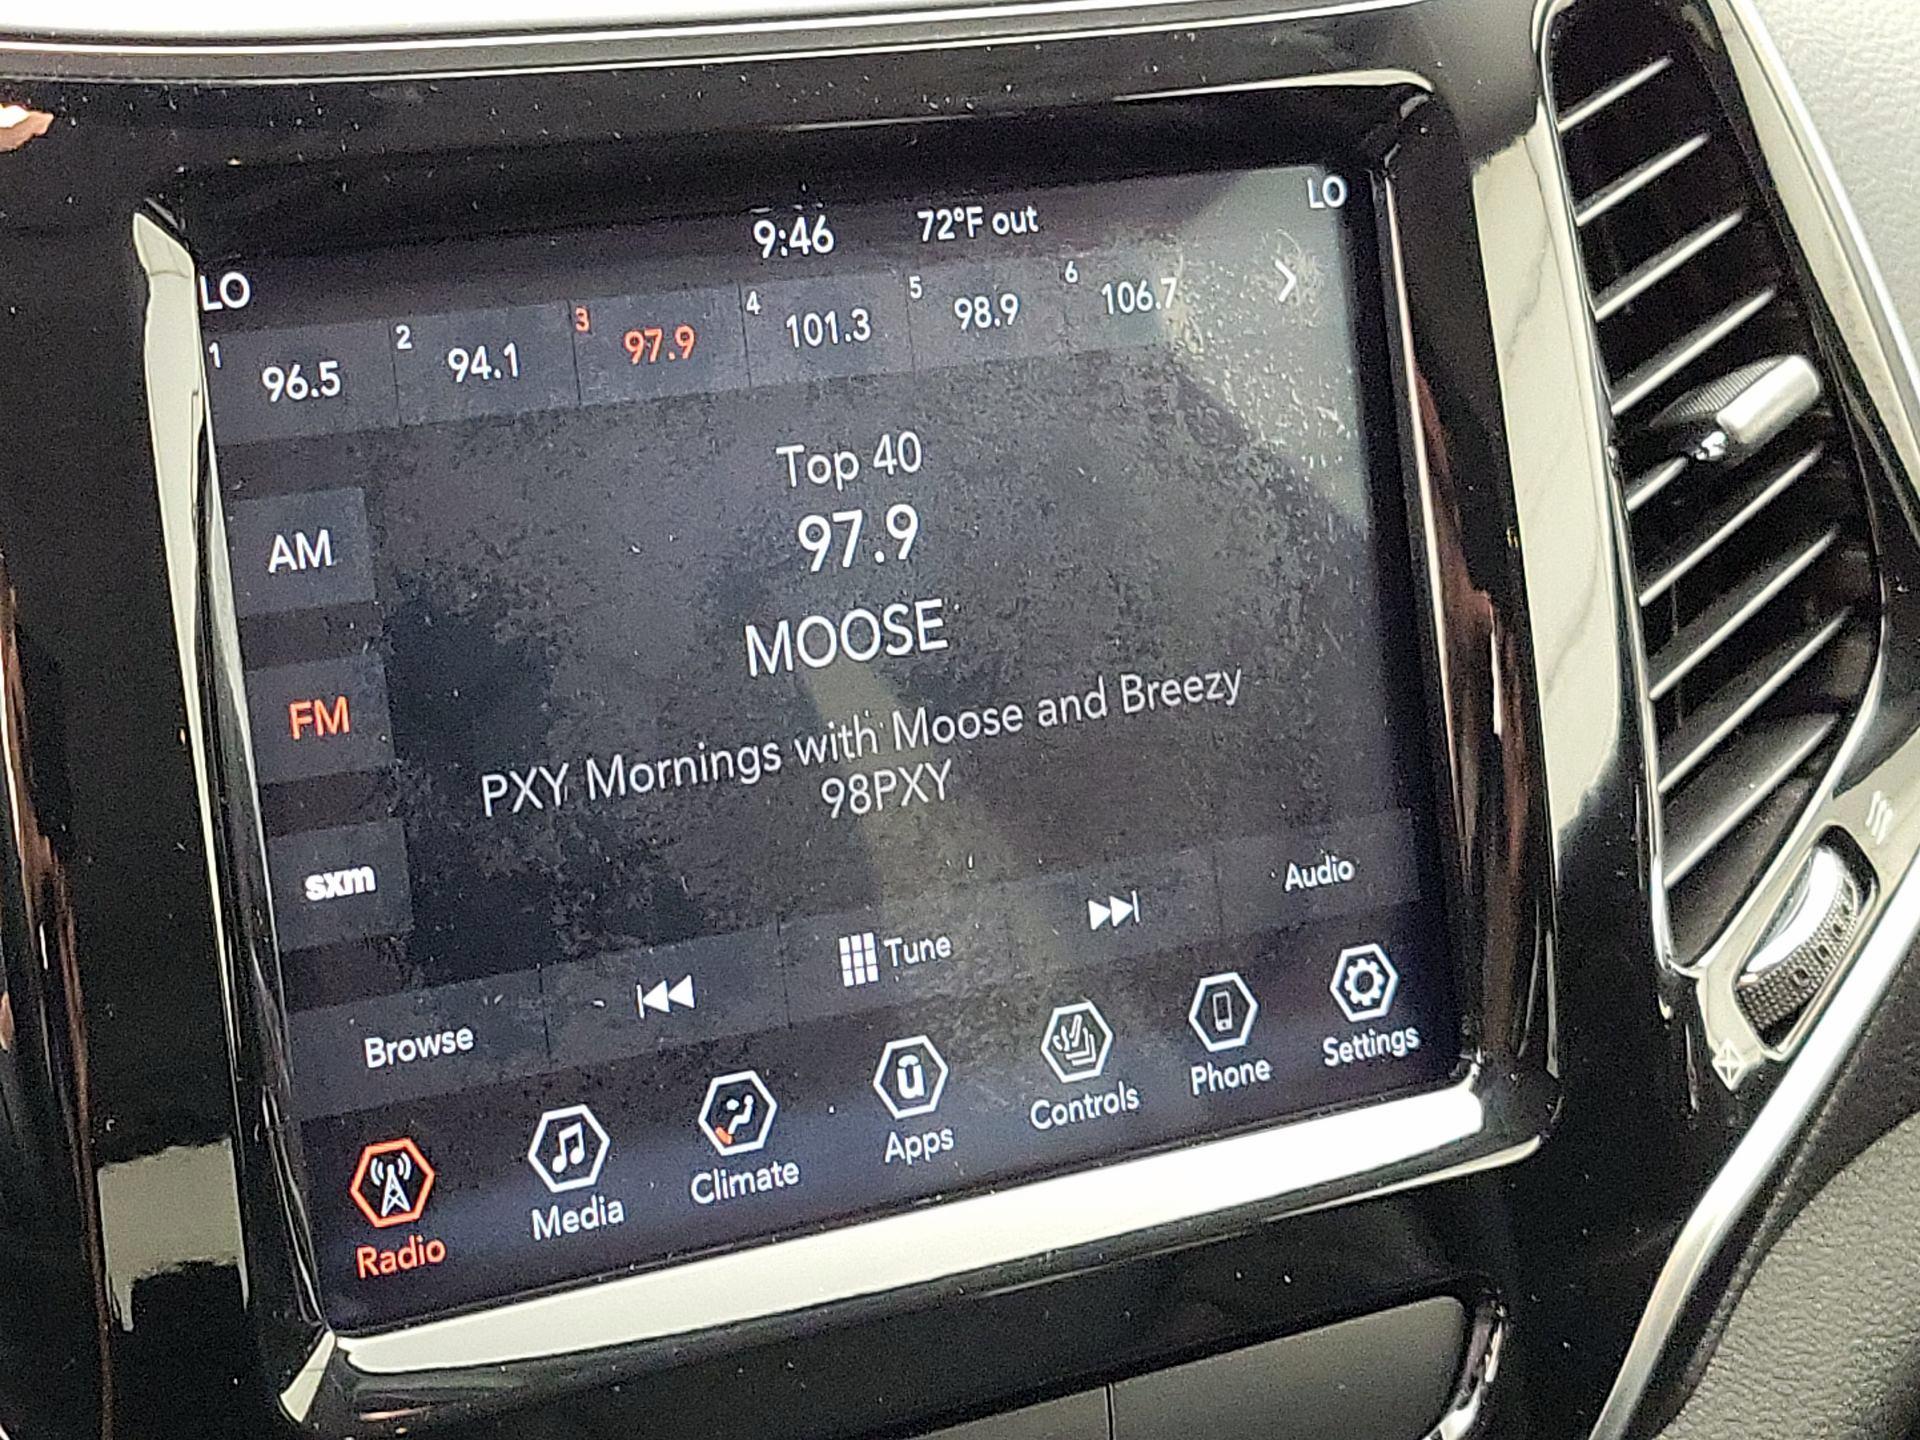 9:46 72°F out LO
LO
1 96.5 2 94.1 3 97.9 4 101.3 5 98.9 6 106.7
Top 40
97.9
AM
MOOSE
FM
PXY Mornings with Moose and Breezy
98PXY
sxm
Browse Tune Audio
Radio Media Climate Apps Controls Phone Settings